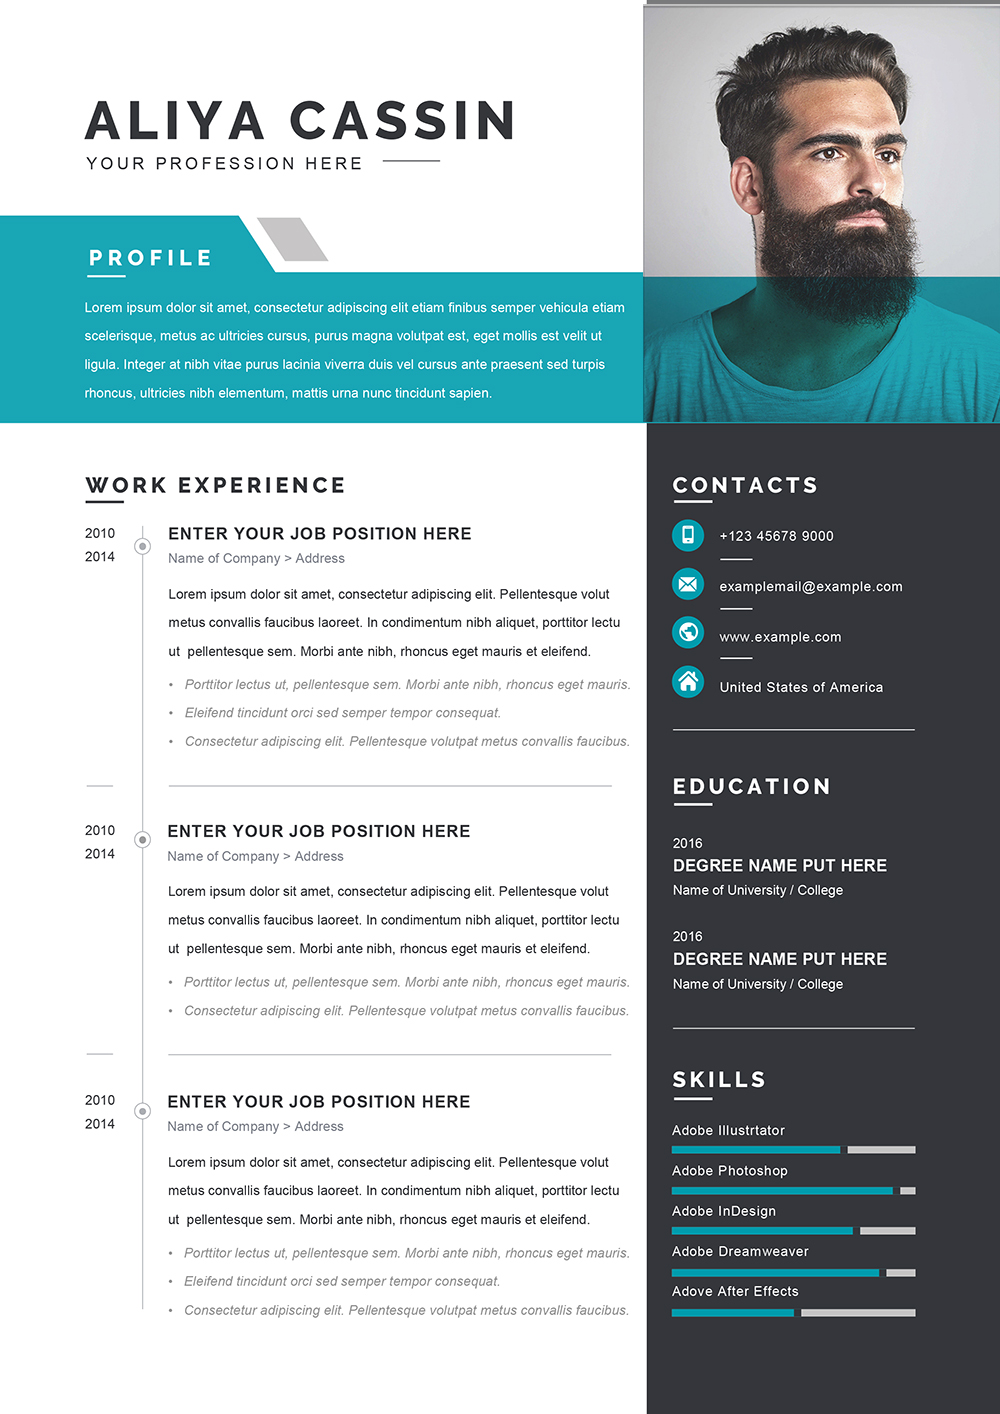 ALIYA CASSIN
YOUR PROFESSION HERE
PROFILE
Lorem ipsum dolor sit amet, consectetur adipiscing elit etiam finibus semper vehicula etiam
scelerisque, metus ac ultricies cursus, purus magna volutpat est, eget mollis est velit ut
ligula. Integer at nibh vitae purus lacinia viverra duis vel cursus ante praesent sed turpis
rhoncus, ultricies nibh elementum, mattis urna nunc tincidunt sapien.
WORK EXPERIENCE
2010
2014
ENTER YOUR JOB POSITION HERE
Name of Company > Address
Lorem ipsum dolor sit amet, consectetur adipiscing elit. Pellentesque volut
metus convallis faucibus laoreet. In condimentum nibh aliquet, porttitor lectu
ut pellentesque sem. Morbi ante nibh, rhoncus eget mauris et eleifend.
• Porttitor lectus ut, pellentesque sem. Morbi ante nibh, rhoncus eget mauris.
• Eleifend tincidunt orci sed semper tempor consequat.
• Consectetur adipiscing elit. Pellentesque volutpat metus convallis faucibus.
2010
2014
ENTER YOUR JOB POSITION HERE
Name of Company > Address
Lorem ipsum dolor sit amet, consectetur adipiscing elit. Pellentesque volut
metus convallis faucibus laoreet. In condimentum nibh aliquet, porttitor lectu
ut pellentesque sem. Morbi ante nibh, rhoncus eget mauris et eleifend.
• Porttitor lectus ut, pellentesque sem. Morbi ante nibh, rhoncus eget mauris.
• Consectetur adipiscing elit. Pellentesque volutpat metus convallis faucibus.
2010
2014
ENTER YOUR JOB POSITION HERE
Name of Company > Address
Lorem ipsum dolor sit amet, consectetur adipiscing elit. Pellentesque volut
metus convallis faucibus laoreet. In condimentum nibh aliquet, porttitor lectu
ut pellentesque sem. Morbi ante nibh, rhoncus eget mauris et eleifend.
• Porttitor lectus ut, pellentesque sem. Morbi ante nibh, rhoncus eget mauris.
• Eleifend tincidunt orci sed semper tempor consequat.
• Consectetur adipiscing elit. Pellentesque volutpat metus convallis faucibus.
CONTACTS
+123 45678 9000
examplemail@example.com
www.example.com
United States of America
EDUCATION
2016
DEGREE NAME PUT HERE
Name of University / College
2016
DEGREE NAME PUT HERE
Name of University / College
SKILLS
Adobe Illustrtator
Adobe Photoshop
Adobe InDesign
Adobe Dreamweaver
Adove After Effects